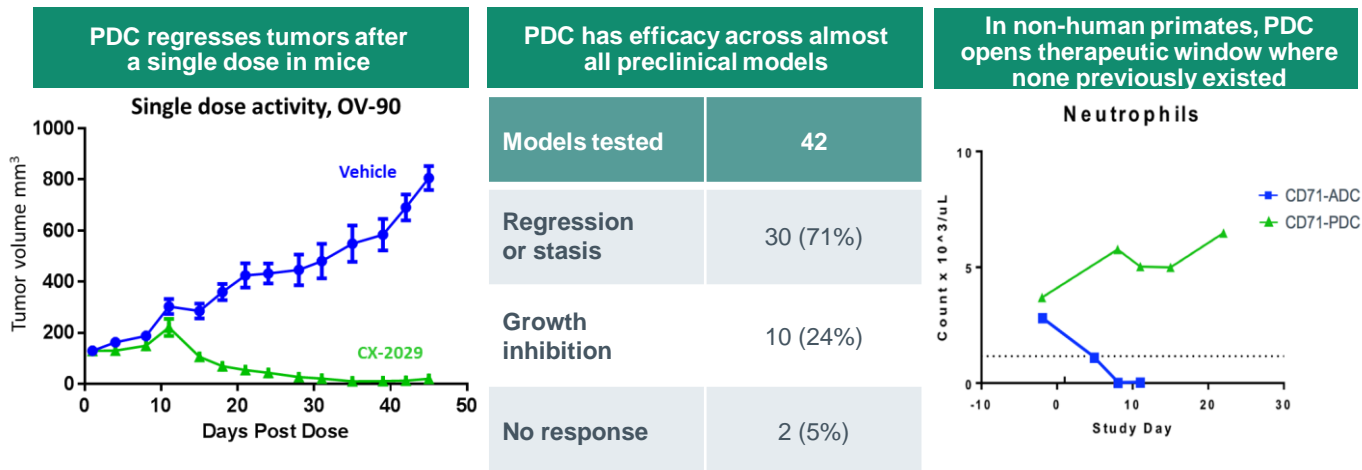 PDC regresses tumors after
a single dose in mice
Single dose activity, OV-90
Tumor volume mm³
1000
800
600
400
200
0
Vehicle
CX-2029
0 10 20 30 40 50
Days Post Dose
PDC has efficacy across almost
all preclinical models
Models tested 42
Regression
or stasis
30 (71%)
Growth
inhibition
10 (24%)
No response 2 (5%)
In non-human primates, PDC
opens therapeutic window where
none previously existed
Neutrophils
Count x 10^3/uL
10
5
0
CD71-ADC
CD71-PDC
-10 0 10 20 30
Study Day